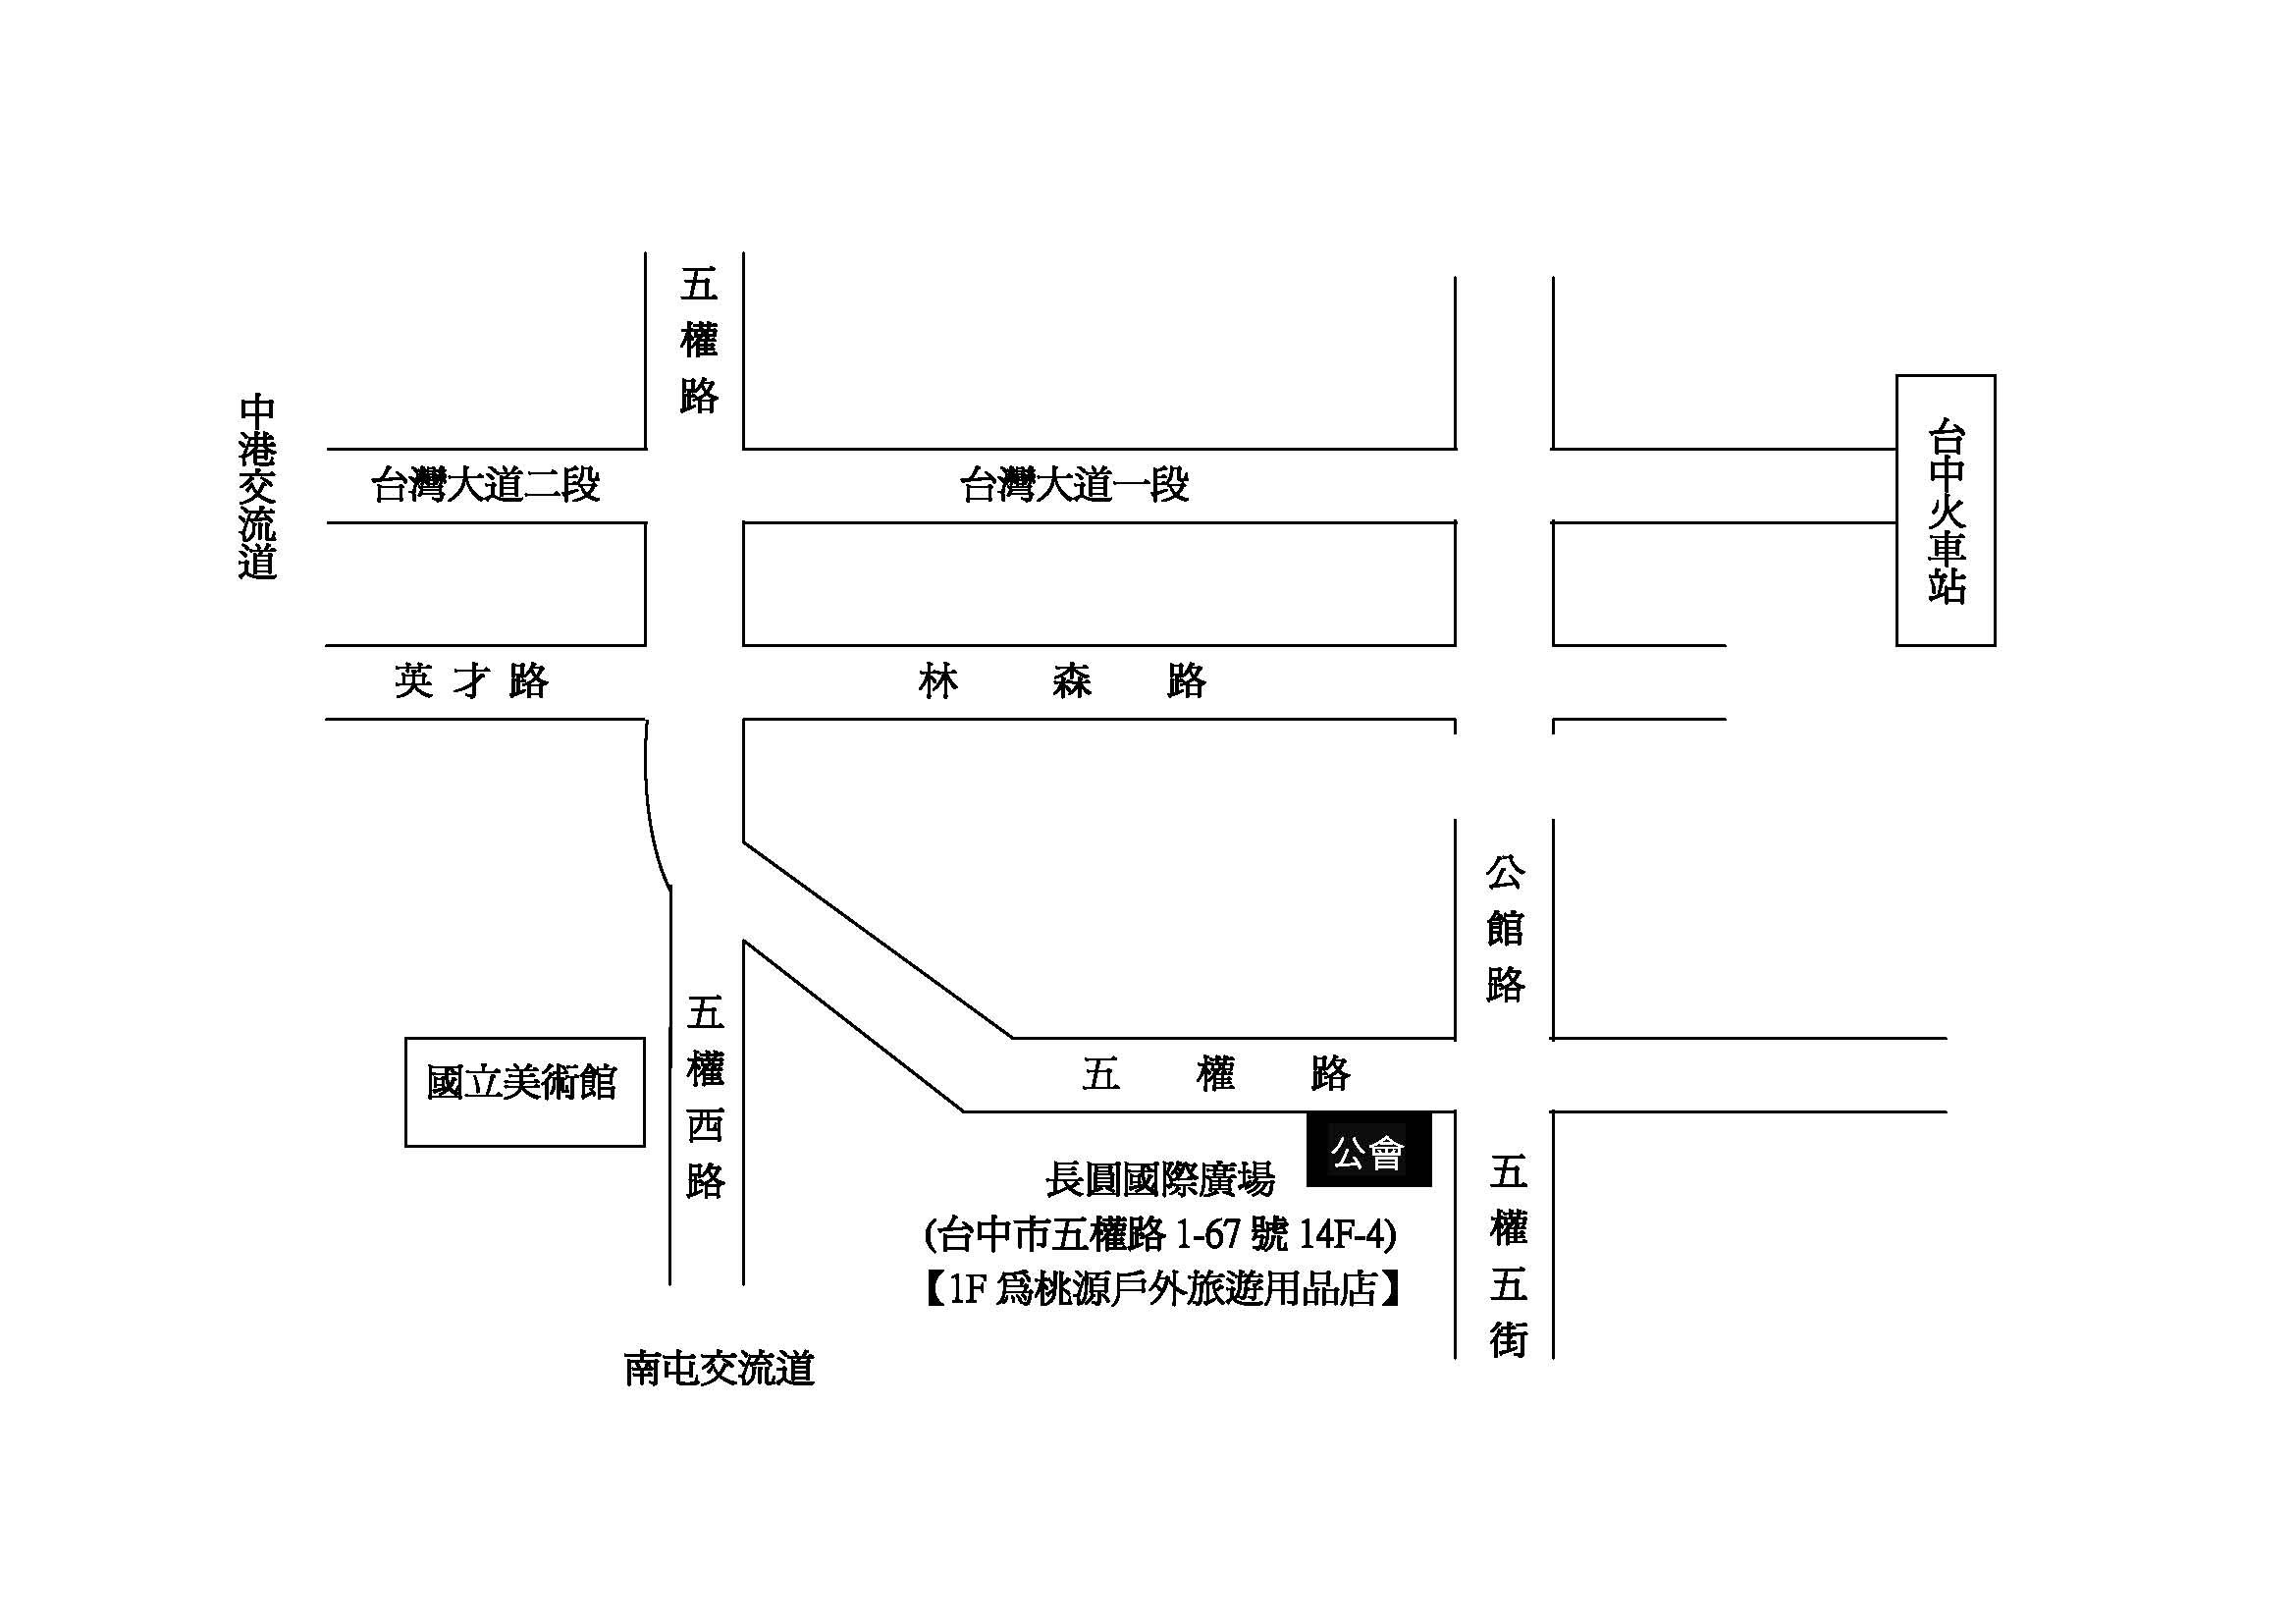 五權路
中港交流道
台灣大道二段
台灣大道一段
台中火車站
英才路
林森路
公館路
五權西路
國立美術館
五權路
公會
長圓國際廣場
(台中市五權路 1-67 號 14F-4)
【1F 為桃源戶外旅遊用品店】
五權五街
南屯交流道